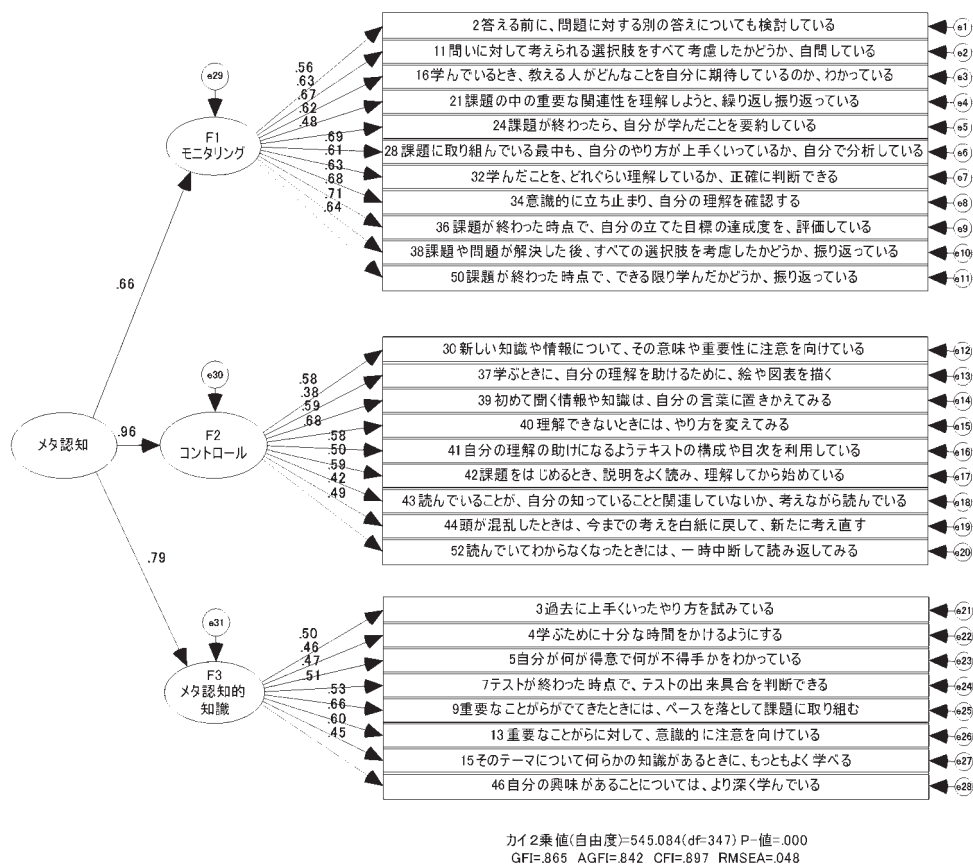 2答える前に、問題に対する別の答えについても検討している
e1
11問いに対して考えられる選択肢をすべて考慮したかどうか、自問している
e2
16学んでいるとき、教える人がどんなことを自分に期待しているのか、わかっている
e3
21課題の中の重要な関連性を理解しようと、繰り返し振り返っている
e4
24課題が終わったら、自分が学んだことを要約している
e5
28課題に取り組んでいる最中も、自分のやり方が上手くいっているか、自分で分析している
e6
32学んだことを、どれぐらい理解しているか、正確に判断できる
e7
34意識的に立ち止まり、自分の理解を確認する
e8
36課題が終わった時点で、自分の立てた目標の達成度を、評価している
e9
38課題や問題が解決した後、すべての選択肢を考慮したかどうか、振り返っている
e10
50課題が終わった時点で、できる限り学んだかどうか、振り返っている
e11
e29
F1
モニタリング
.56
.63
.67
.62
.48
.69
.61
.63
.68
.71
.64
.66
30新しい知識や情報について、その意味や重要性に注意を向けている
e12
37学ぶときに、自分の理解を助けるために、絵や図表を描く
e13
39初めて聞く情報や知識は、自分の言葉に置きかえてみる
e14
40理解できないときには、やり方を変えてみる
e15
41自分の理解の助けになるようテキストの構成や目次を利用している
e16
42課題をはじめるとき、説明をよく読み、理解してから始めている
e17
43読んでいることが、自分の知っていることと関連していないか、考えながら読んでいる
e18
44頭が混乱したときは、今までの考えを白紙に戻して、新たに考え直す
e19
52読んでいてわからなくなったときには、一時中断して読み返してみる
e20
e30
F2
コントロール
.58
.38
.59
.68
.58
.50
.59
.42
.49
メタ認知
.96
.79
3過去に上手くいったやり方を試みている
e21
4学ぶために十分な時間をかけるようにする
e22
5自分が何が得意で何が不得手かをわかっている
e23
7テストが終わった時点で、テストの出来具合を判断できる
e24
9重要なことがらがでてきたときには、ペースを落として課題に取り組む
e25
13重要なことがらに対して、意識的に注意を向けている
e26
15そのテーマについて何らかの知識があるときに、もっともよく学べる
e27
46自分の興味があることについては、より深く学んでいる
e28
e31
F3
メタ認知的
知識
.50
.46
.47
.51
.53
.66
.60
.45
カイ2乗値(自由度)=545.084(df=347) P-値=.000
GFI=.865 AGFI=.842 CFI=.897 RMSEA=.048